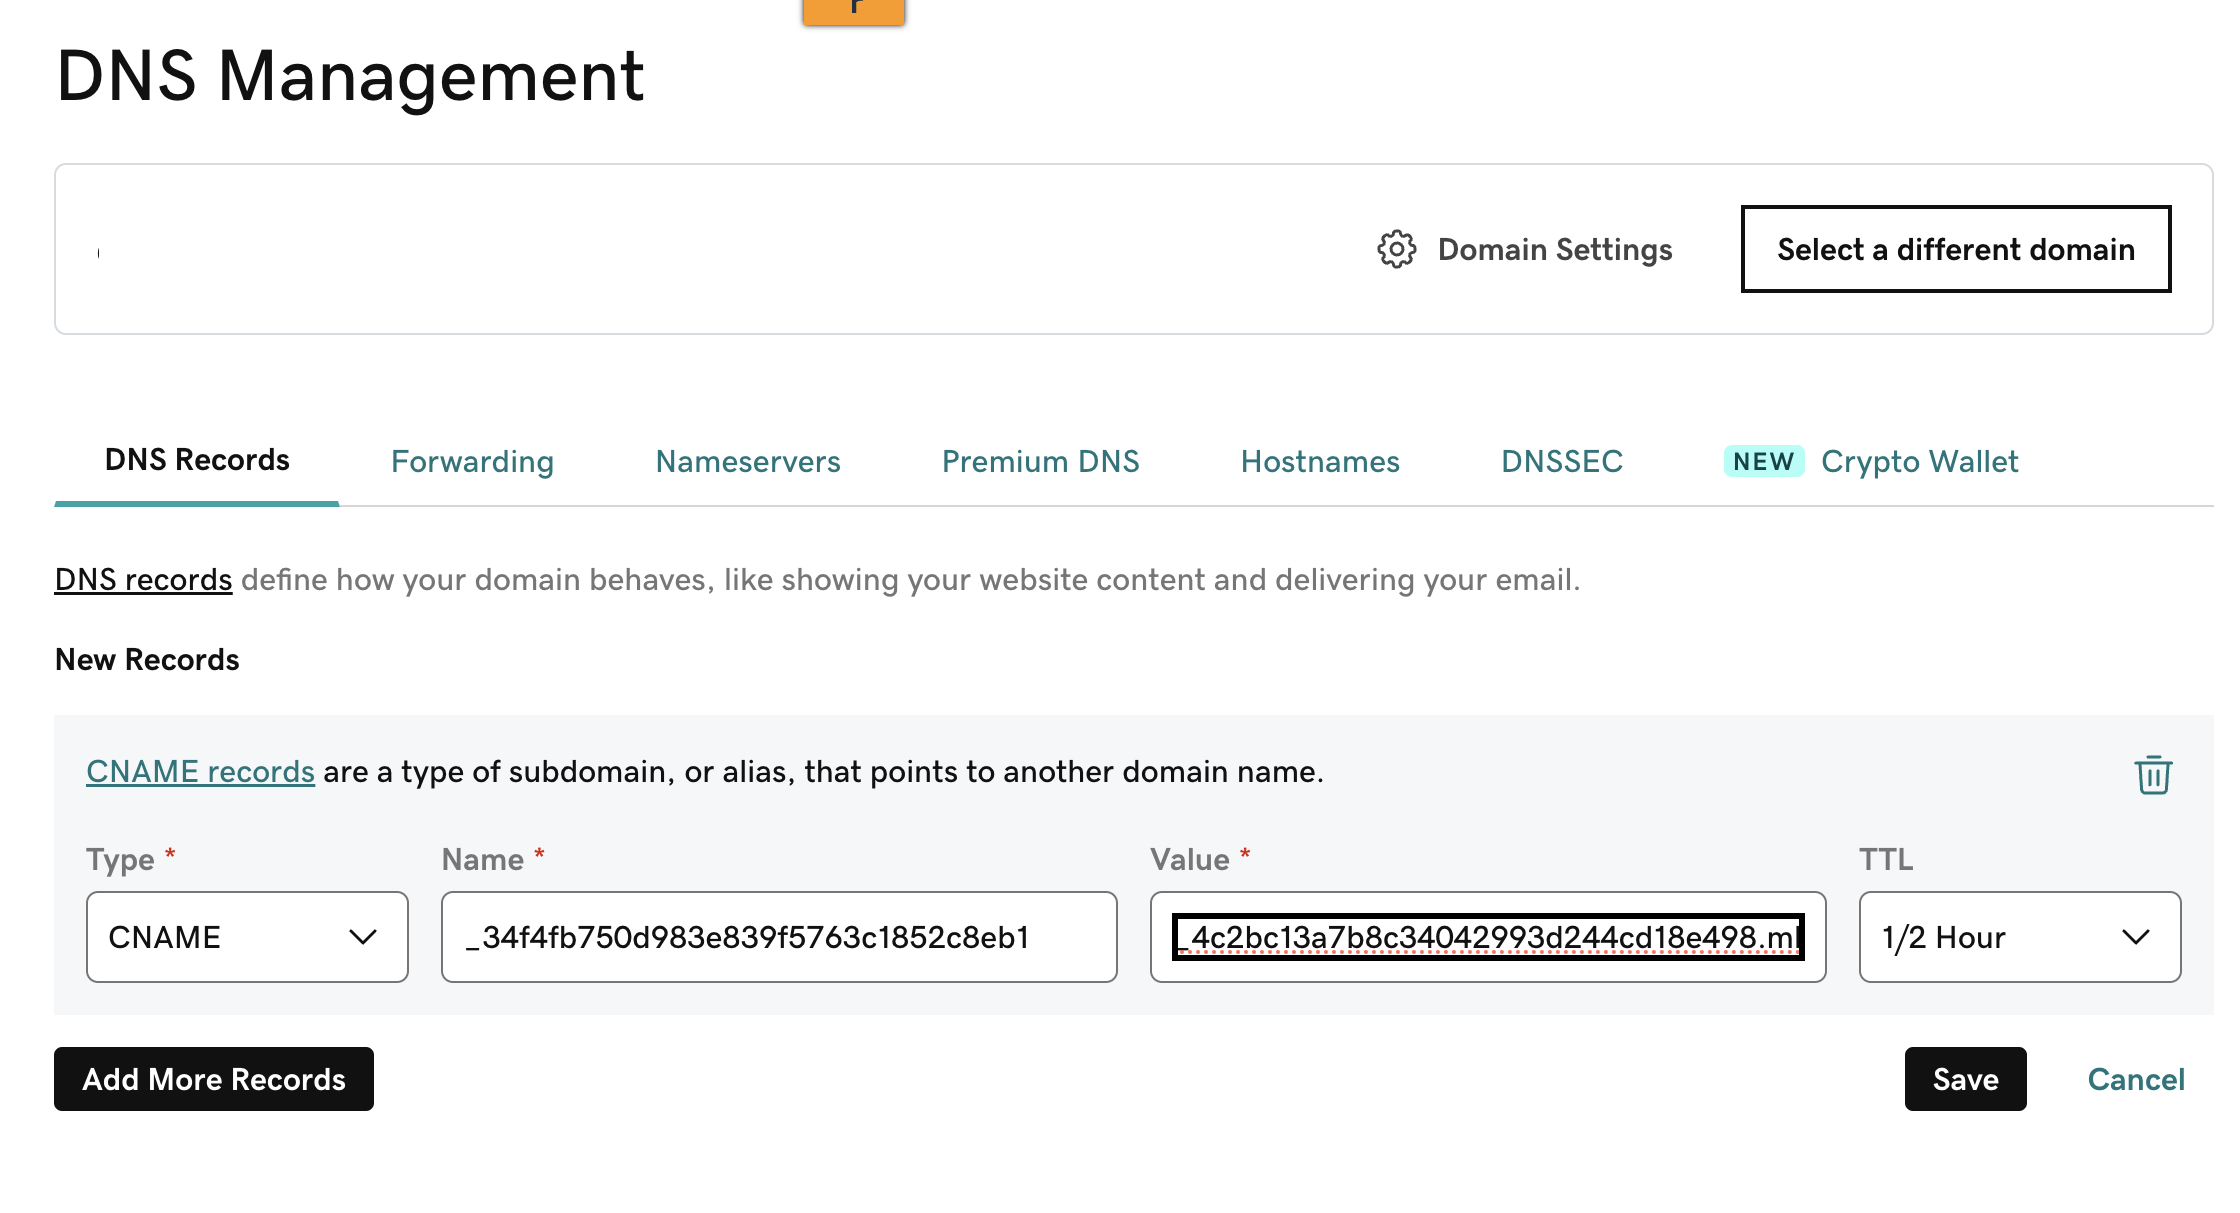 DNS Management
Domain Settings
Select a different domain
DNS Records
Forwarding
Nameservers
Premium DNS
Hostnames
DNSSEC
NEW Crypto Wallet
DNS records define how your domain behaves, like showing your website content and delivering your email.
New Records
CNAME records are a type of subdomain, or alias, that points to another domain name.
Type *
Name *
Value *
TTL
CNAME
_34f4fb750d983e839f5763c1852c8eb1
_4c2bc13a7b8c34042993d244cd18e498.m
1/2 Hour
Add More Records
Save
Cancel